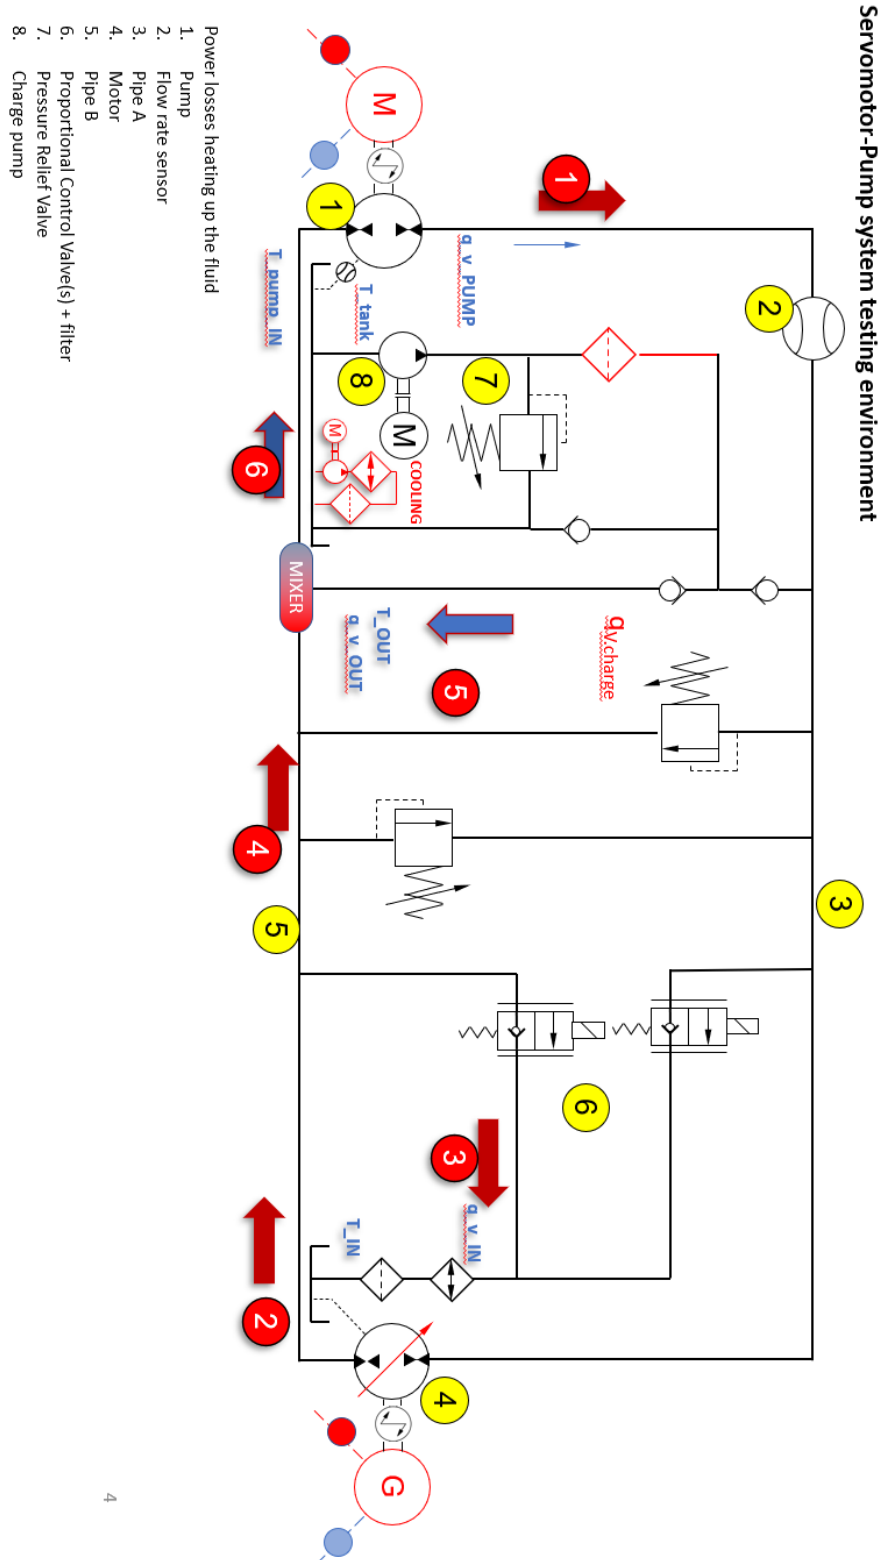 Servomotor-Pump system testing environment
1
2
3
q_v_PUMP
T_tank
T_pump_IN
1
M
7
8
M
COOLING
M
6
MIXER
qV.charge
T_OUT
q_v_OUT
5
4
5
6
3
q_v_IN
T_IN
2
4
G
Power losses heating up the fluid
1. Pump
2. Flow rate sensor
3. Pipe A
4. Motor
5. Pipe B
6. Proportional Control Valve(s) + filter
7. Pressure Relief Valve
8. Charge pump
4